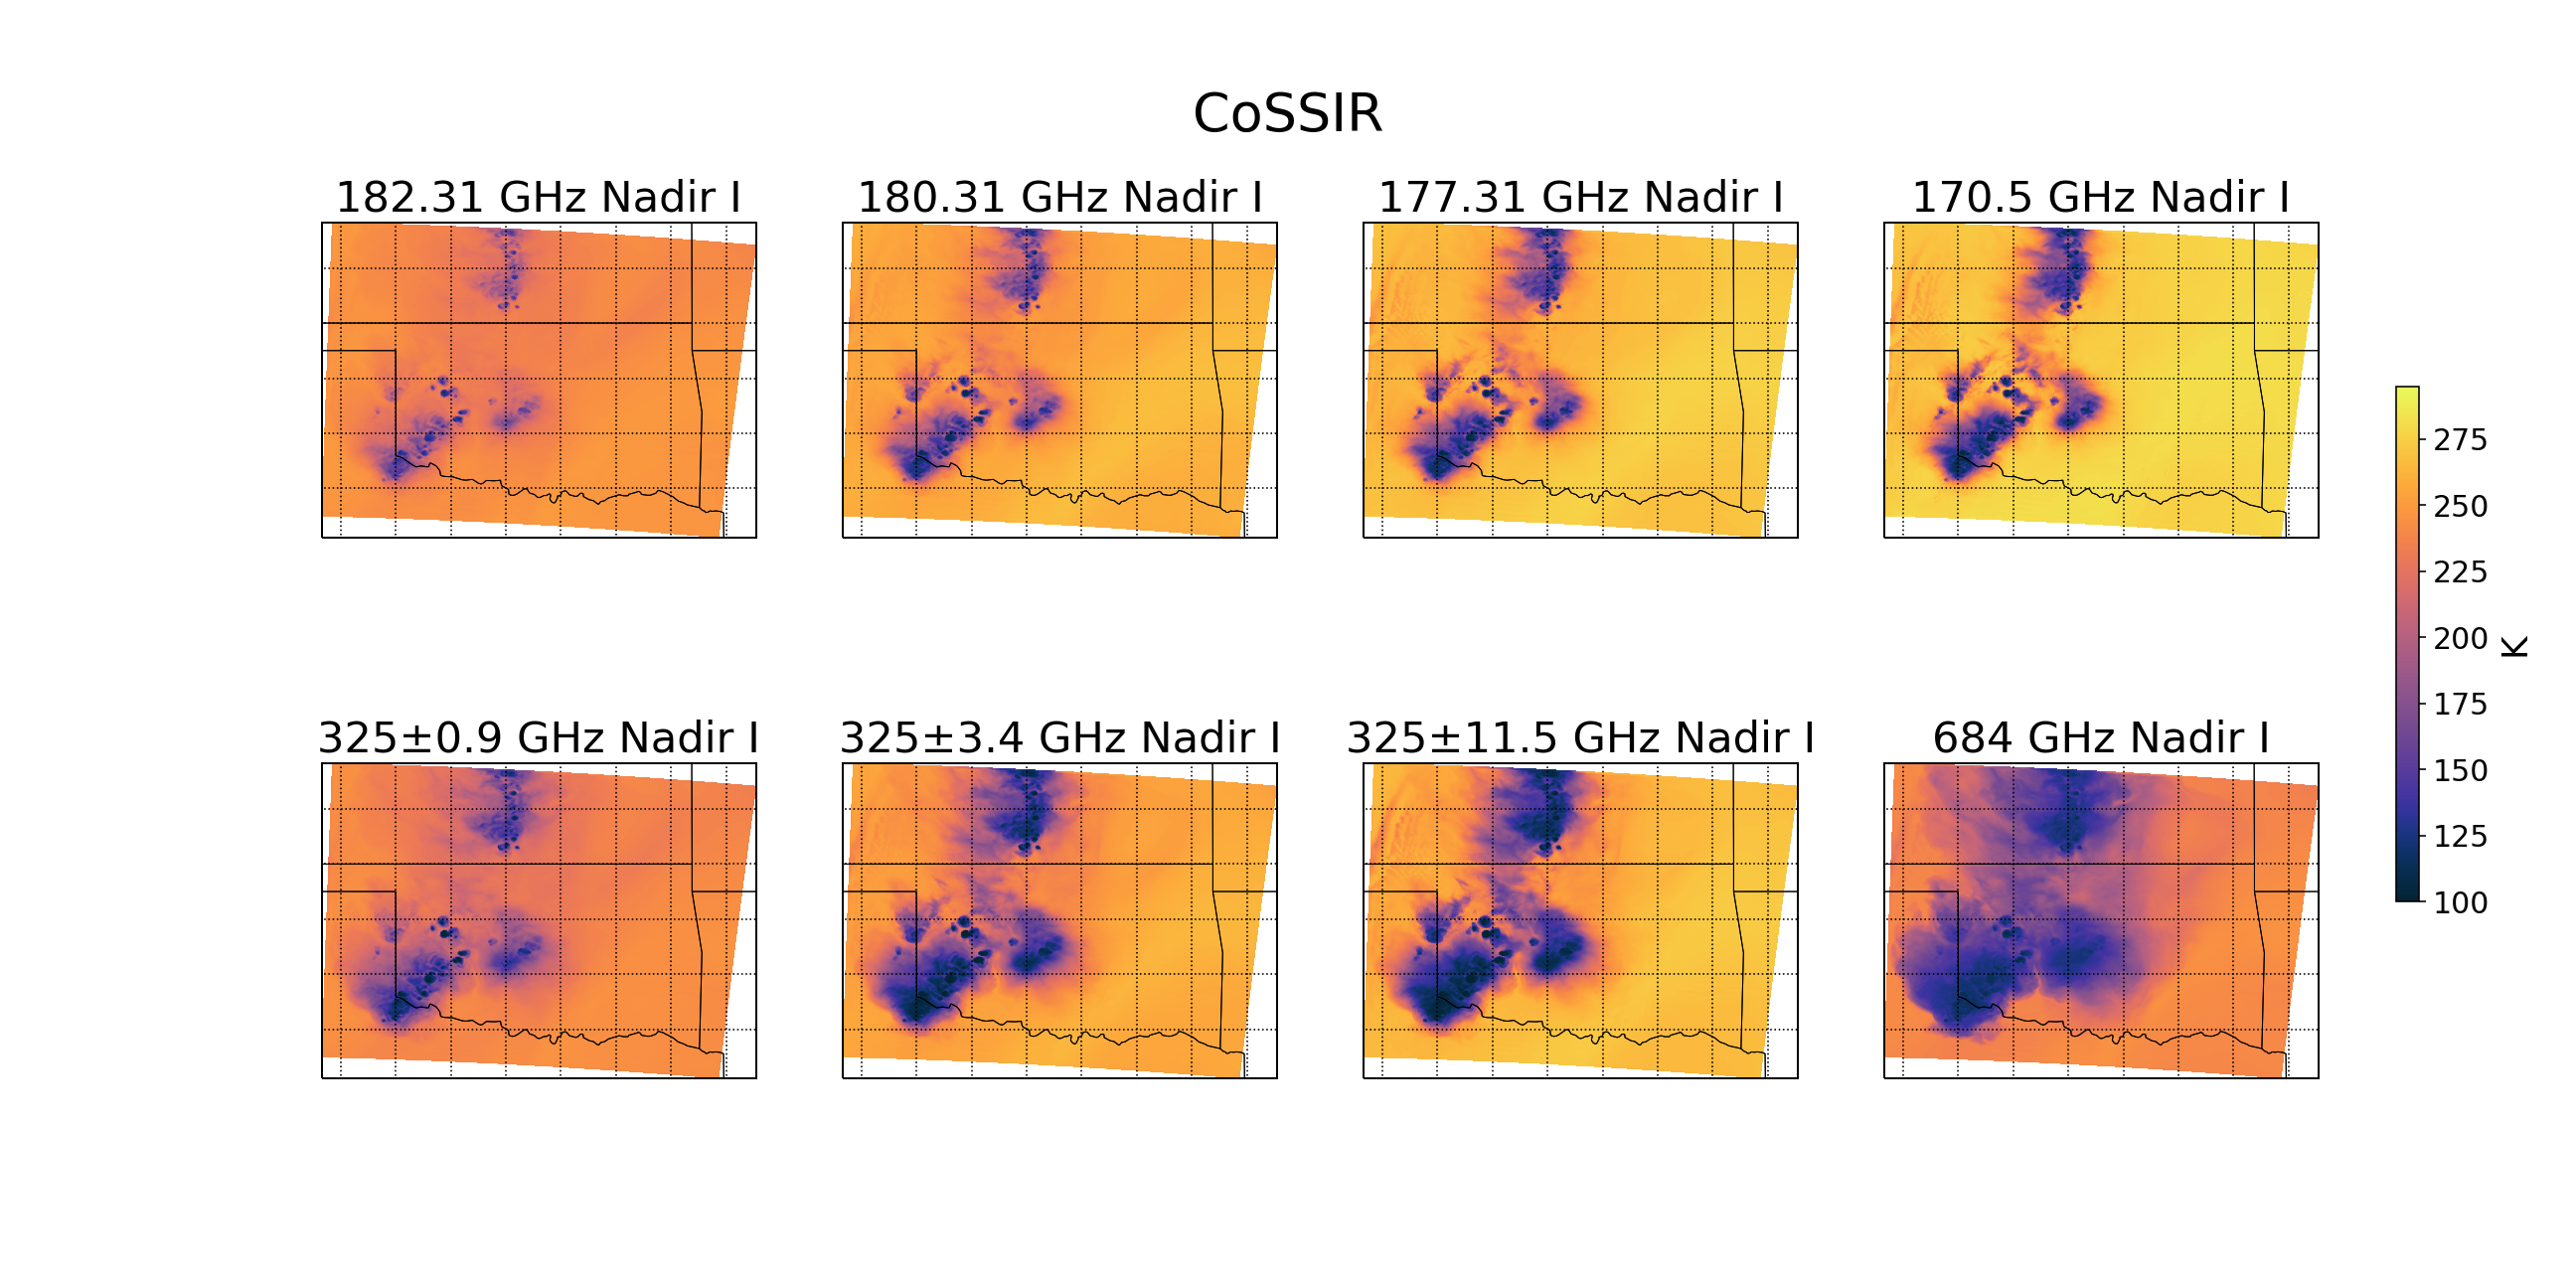 CoSSIR
182.31 GHz Nadir I
180.31 GHz Nadir I
177.31 GHz Nadir I
170.5 GHz Nadir I
275
250
225
200
175
150
125
100
K
325±0.9 GHz Nadir I
325±3.4 GHz Nadir I
325±11.5 GHz Nadir I
684 GHz Nadir I